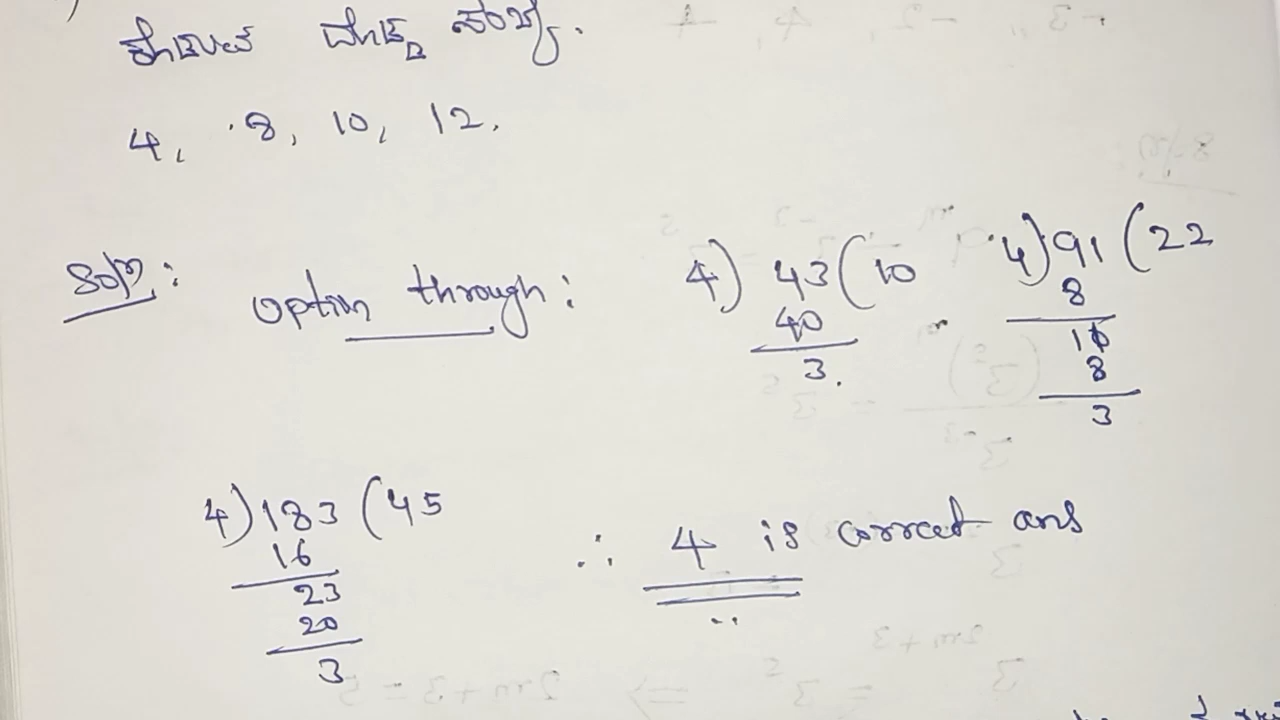 ಕೊಡುವ ದೊಡ್ಡ ಸಂಖ್ಯೆ.
4, 8, 10, 12.
Soln: option through:
4) 43 ( 10
40
3.
4) 91 ( 22
8
11
8
3
4) 183 ( 45
16
23
20
3
∴ 4 is correct ans